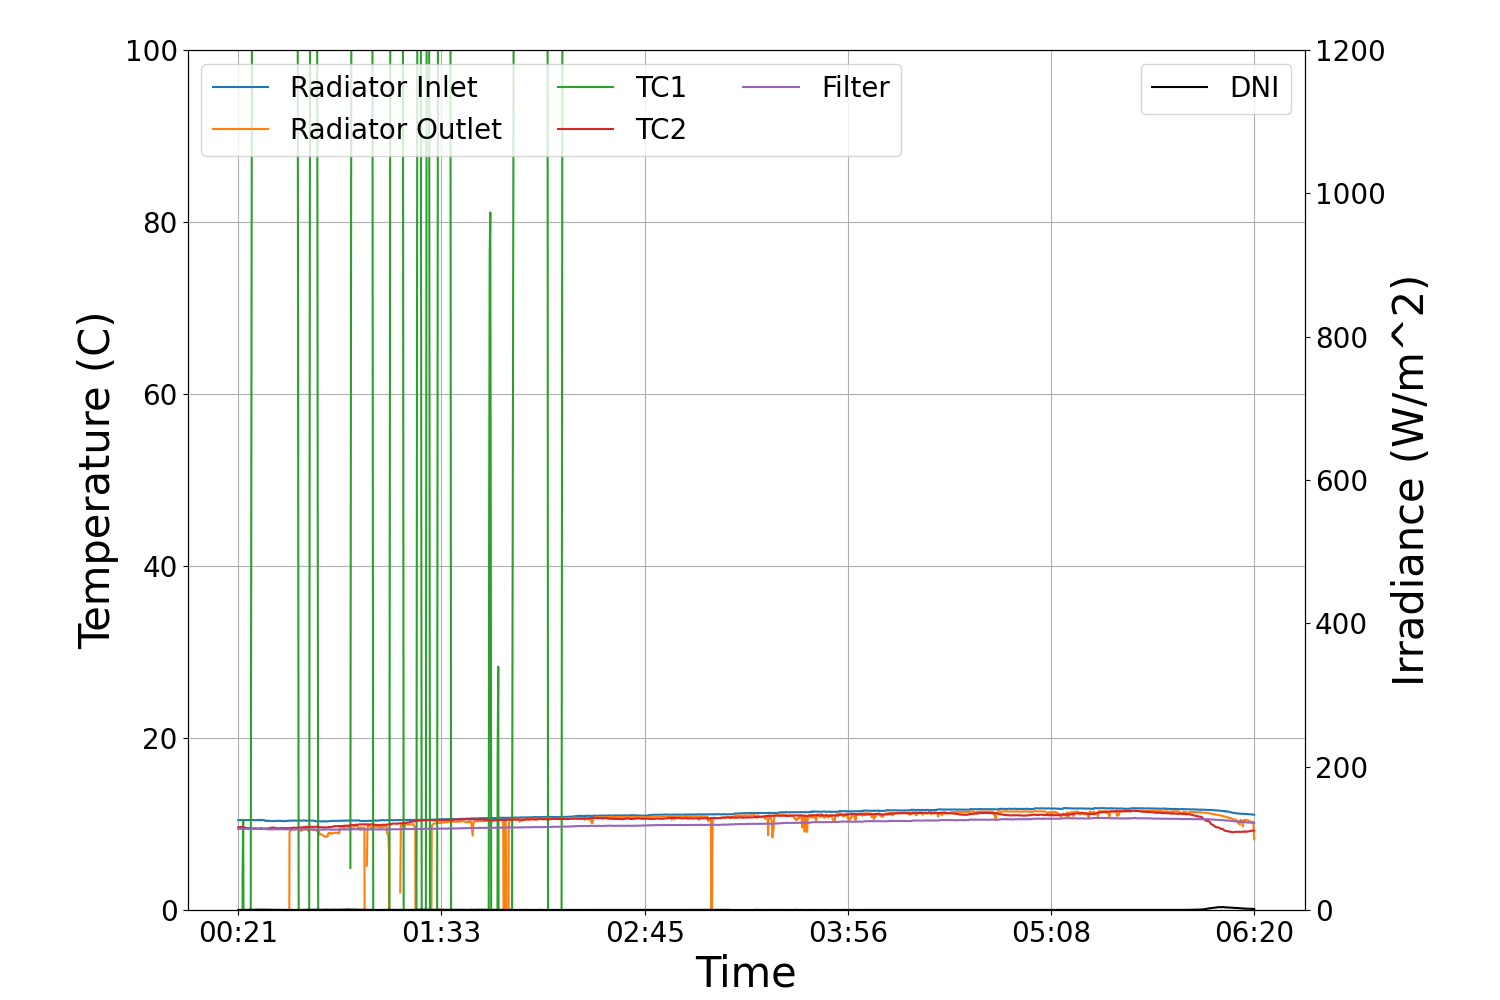 100
80
60
40
20
0
Temperature (C)
Radiator Inlet
Radiator Outlet
TC1
TC2
Filter
DNI
1200
1000
800
600
400
200
0
Irradiance (W/m^2)
00:21
01:33
02:45
03:56
05:08
06:20
Time